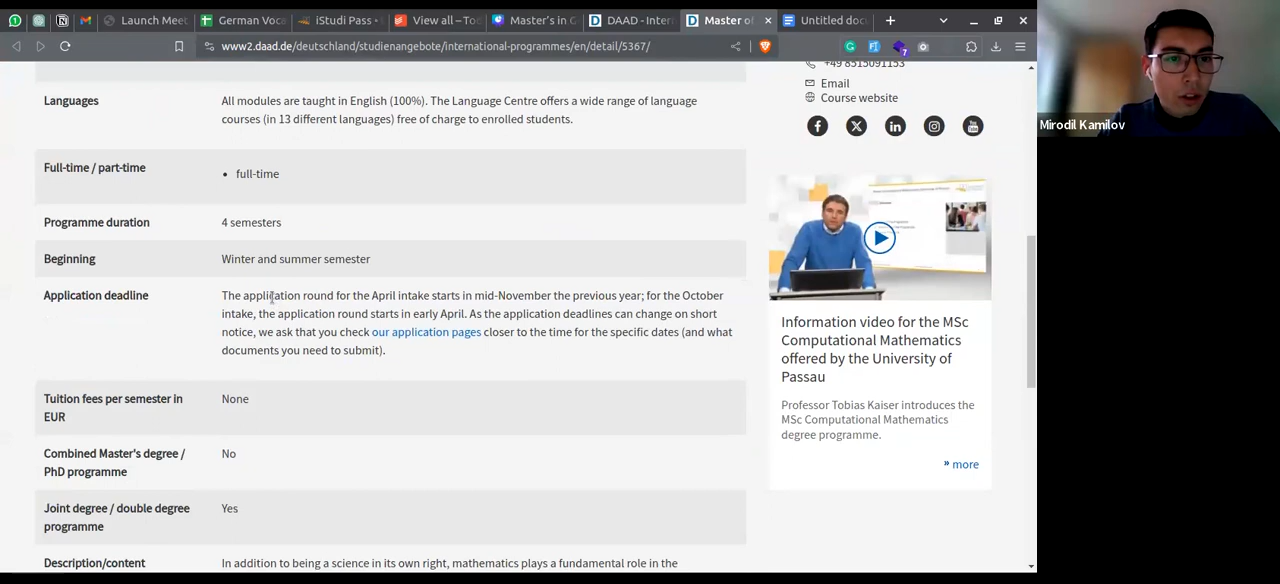 Launch Meet
German Voca
iStudi Pass -
View all – Tod
Master's in G
DAAD - Inter
Master of
Untitled docu
www2.daad.de/deutschland/studienangebote/international-programmes/en/detail/5367/
7
Languages
All modules are taught in English (100%). The Language Centre offers a wide range of language
courses (in 13 different languages) free of charge to enrolled students.
Full-time / part-time
• full-time
Programme duration
4 semesters
Beginning
Winter and summer semester
Application deadline
The application round for the April intake starts in mid-November the previous year; for the October
intake, the application round starts in early April. As the application deadlines can change on short
notice, we ask that you check our application pages closer to the time for the specific dates (and what
documents you need to submit).
Tuition fees per semester in
EUR
None
Combined Master's degree /
PhD programme
No
Joint degree / double degree
programme
Yes
Description/content
In addition to being a science in its own right, mathematics plays a fundamental role in the
+49 8515091153
Email
Course website
Information video for the MSc
Computational Mathematics
offered by the University of
Passau
Professor Tobias Kaiser introduces the
MSc Computational Mathematics
degree programme.
» more
Mirodil Kamilov